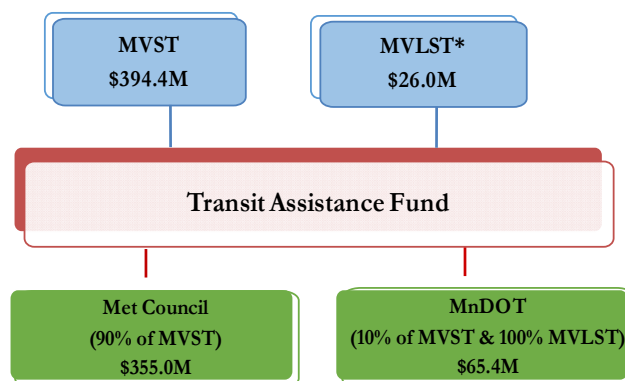 MVST
$394.4M
MVLST*
$26.0M
Transit Assistance Fund
Met Council
(90% of MVST)
$355.0M
MnDOT
(10% of MVST & 100% MVLST)
$65.4M